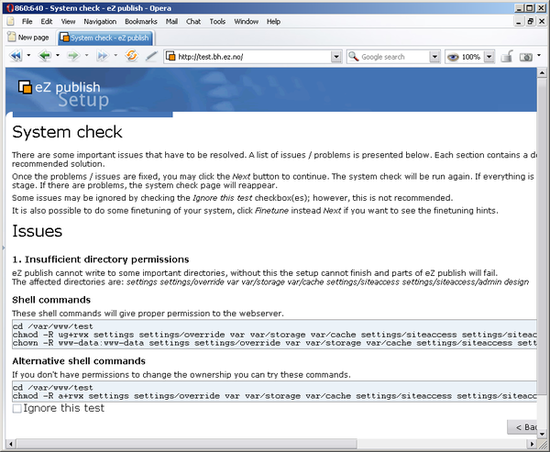 860:640 - System check - eZ publish - Opera
File Edit View Navigation Bookmarks Mail Chat Tools Window Help
New page System check - eZ publish
http://test.bh.ez.no/ Google search 100%
eZ publish
Setup
System check
There are some important issues that have to be resolved. A list of issues / problems is presented below. Each section contains a de
recommended solution.
Once the problems / issues are fixed, you may click the Next button to continue. The system check will be run again. If everything is
stage. If there are problems, the system check page will reappear.
Some issues may be ignored by checking the Ignore this test checkbox(es); however, this is not recommended.
It is also possible to do some finetuning of your system, click Finetune instead Next if you want to see the finetuning hints.
Issues
1. Insufficient directory permissions
eZ publish cannot write to some important directories, without this the setup cannot finish and parts of eZ publish will fail.
The affected directories are: settings settings/override var var/storage var/cache settings/siteaccess settings/siteaccess/admin design
Shell commands
These shell commands will give proper permission to the webserver.
cd /var/www/test
chmod -R ug+rwx settings settings/override var var/storage var/cache settings/siteaccess settings/siteac
chown -R www-data:www-data settings settings/override var var/storage var/cache settings/siteaccess sett
Alternative shell commands
If you don't have permissions to change the ownership you can try these commands.
cd /var/www/test
chmod -R a+rwx settings settings/override var var/storage var/cache settings/siteaccess settings/siteacc
Ignore this test
< Bac